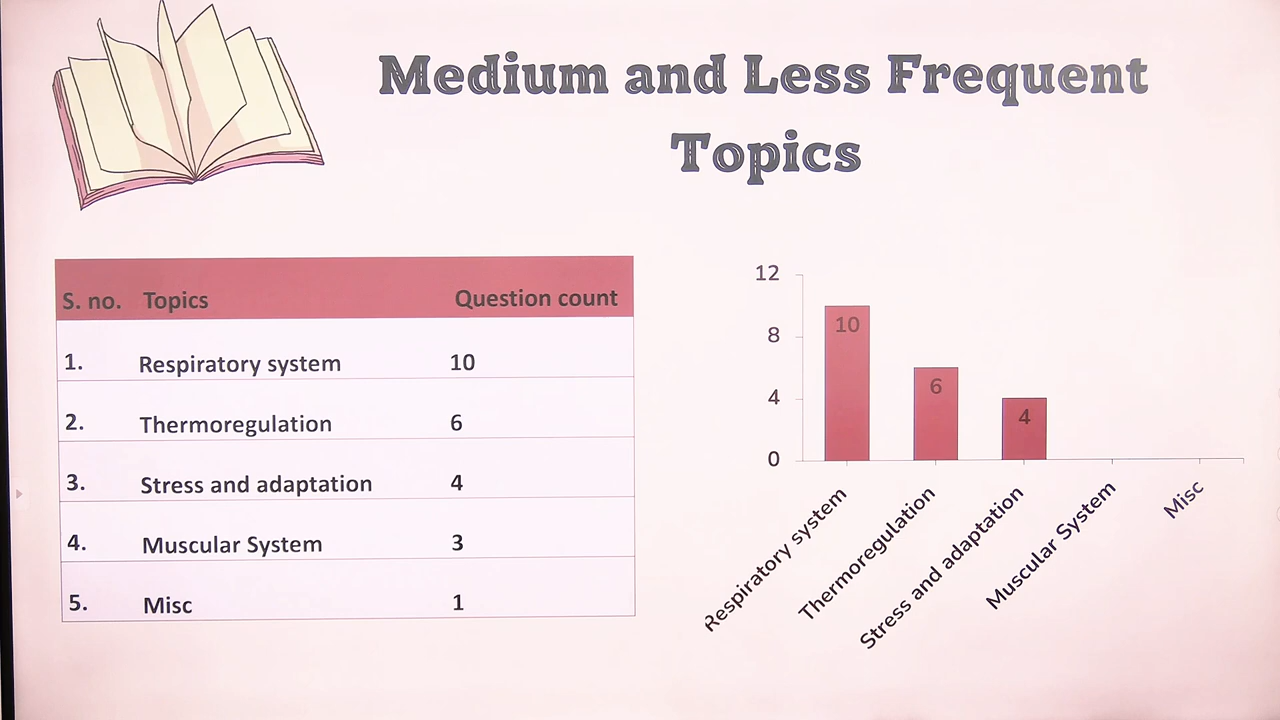 Medium and Less Frequent
Topics
S. no. Topics Question count
1. Respiratory system 10
2. Thermoregulation 6
3. Stress and adaptation 4
4. Muscular System 3
5. Misc 1
12
8
4
0
10
6
4
Respiratory system
Thermoregulation
Stress and adaptation
Muscular System
Misc